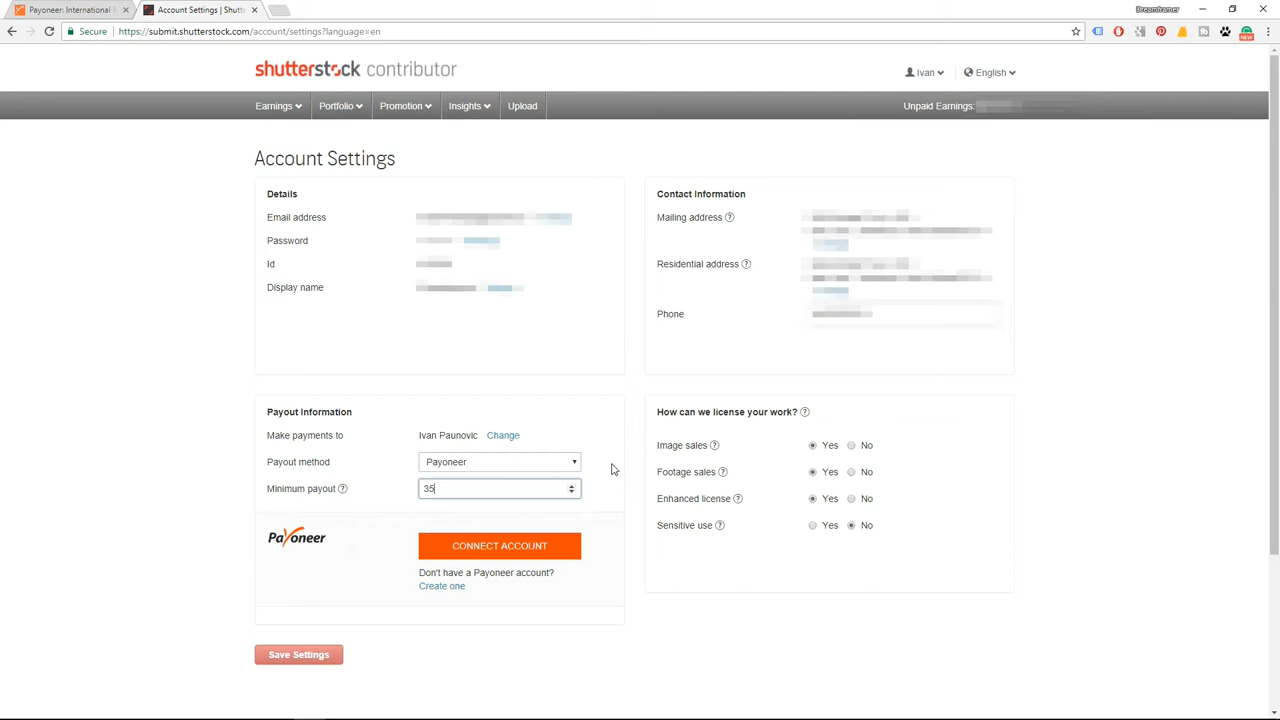 Payoneer: International
Account Settings | Shutte
Dreamframer
Secure https://submit.shutterstock.com/account/settings?language=en
NEW
shutterstock contributor
Ivan
English
Earnings
Portfolio
Promotion
Insights
Upload
Unpaid Earnings:
Account Settings
Details
Email address
Password
Id
Display name
Contact Information
Mailing address ?
Residential address ?
Phone
Payout Information
Make payments to Ivan Paunovic Change
Payout method Payoneer
Minimum payout ? 35
Payoneer
CONNECT ACCOUNT
Don't have a Payoneer account?
Create one
How can we license your work? ?
Image sales ? Yes No
Footage sales ? Yes No
Enhanced license ? Yes No
Sensitive use ? Yes No
Save Settings